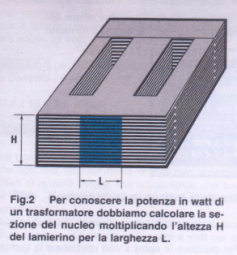 H
L
Fig.2 Per conoscere la potenza in watt di
un trasformatore dobbiamo calcolare la se-
zione del nucleo moltiplicando l'altezza H
del lamierino per la larghezza L.